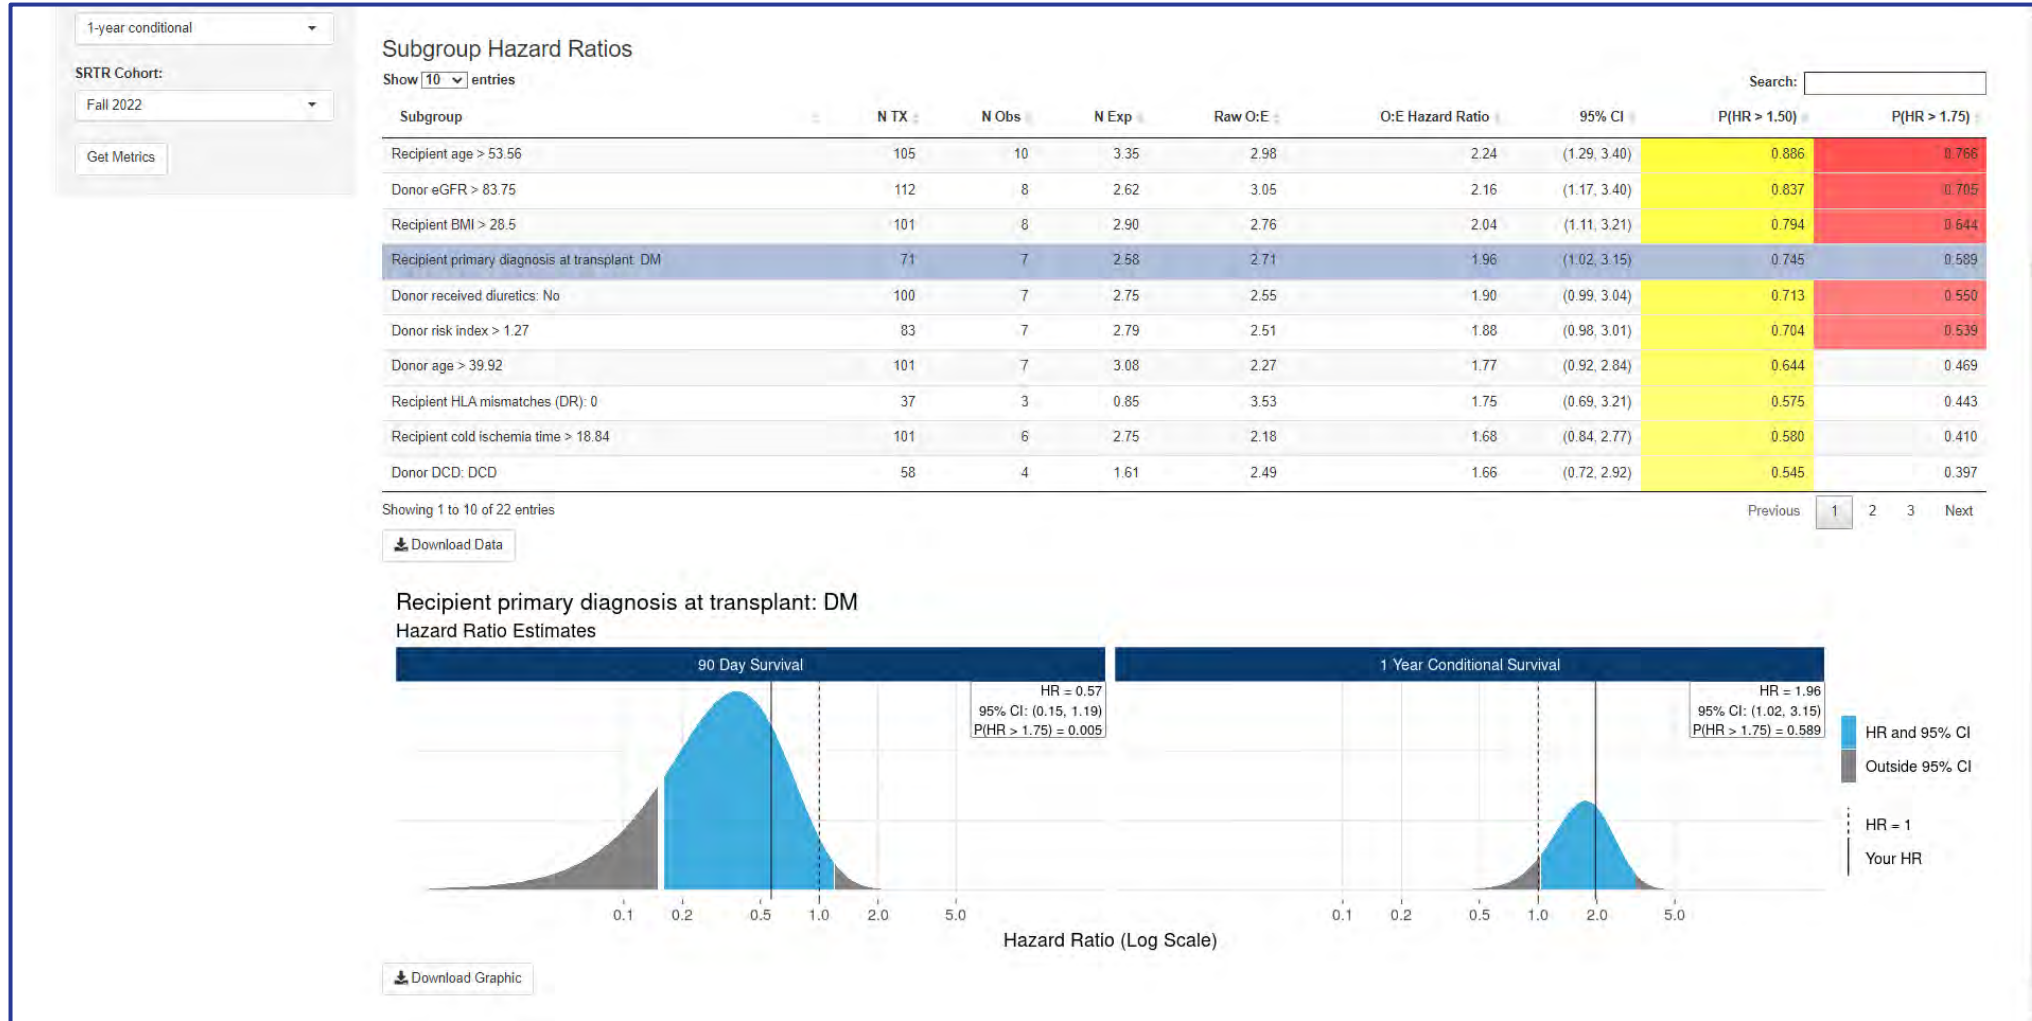 1-year conditional
SRTR Cohort:
Fall 2022
Get Metrics
Subgroup Hazard Ratios
Show 10 entries
Search:
Subgroup N TX N Obs N Exp Raw O:E O:E Hazard Ratio 95% CI P(HR > 1.50) P(HR > 1.75)
Recipient age > 53.56 105 10 3.35 2.98 2.24 (1.29, 3.40) 0.886 0.766
Donor eGFR > 83.75 112 8 2.62 3.05 2.16 (1.17, 3.40) 0.837 0.705
Recipient BMI > 28.5 101 8 2.90 2.76 2.04 (1.11, 3.21) 0.794 0.644
Recipient primary diagnosis at transplant: DM 71 7 2.58 2.71 1.96 (1.02, 3.15) 0.745 0.589
Donor received diuretics: No 100 7 2.75 2.55 1.90 (0.99, 3.04) 0.713 0.550
Donor risk index > 1.27 83 7 2.79 2.51 1.88 (0.98, 3.01) 0.704 0.539
Donor age > 39.92 101 7 3.08 2.27 1.77 (0.92, 2.84) 0.644 0.469
Recipient HLA mismatches (DR): 0 37 3 0.85 3.53 1.75 (0.69, 3.21) 0.575 0.443
Recipient cold ischemia time > 18.84 101 6 2.75 2.18 1.68 (0.84, 2.77) 0.580 0.410
Donor DCD: DCD 58 4 1.61 2.49 1.66 (0.72, 2.92) 0.545 0.397
Showing 1 to 10 of 22 entries
Previous 1 2 3 Next
Download Data
Recipient primary diagnosis at transplant: DM
Hazard Ratio Estimates
90 Day Survival
HR = 0.57
95% CI: (0.15, 1.19)
P(HR > 1.75) = 0.005
0.1 0.2 0.5 1.0 2.0 5.0
1 Year Conditional Survival
HR = 1.96
95% CI: (1.02, 3.15)
P(HR > 1.75) = 0.589
0.1 0.2 0.5 1.0 2.0 5.0
Hazard Ratio (Log Scale)
HR and 95% CI
Outside 95% CI
HR = 1
Your HR
Download Graphic